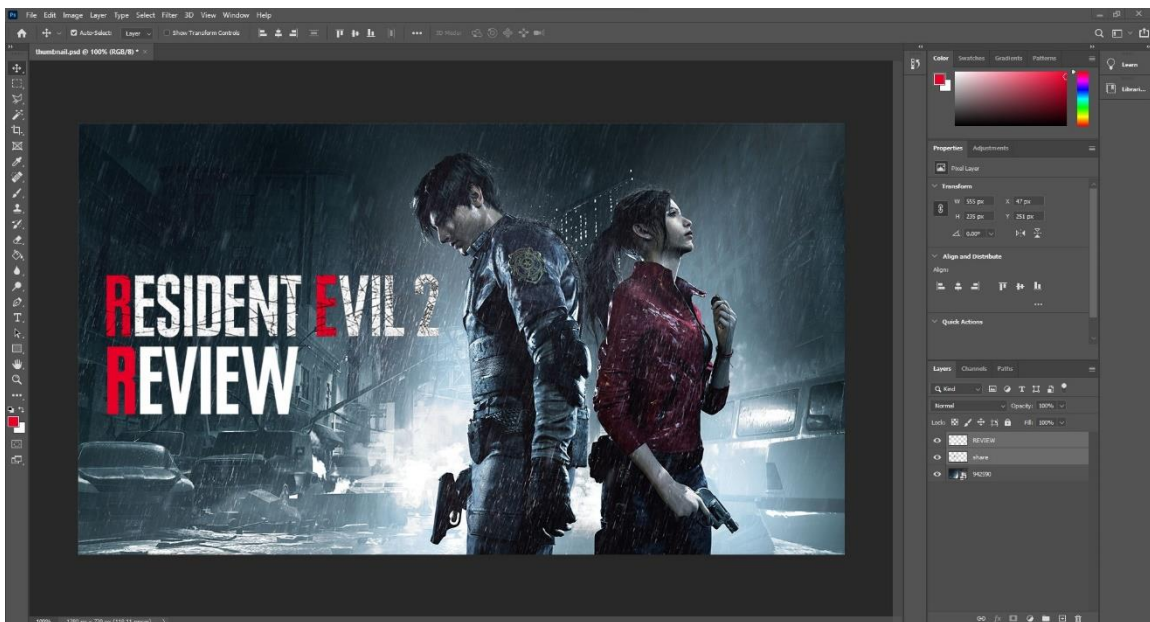 Ps File Edit Image Layer Type Select Filter 3D View Window Help
Auto-Select: Layer Show Transform Controls 3D Mode:
thumbnail.psd @ 100% (RGB/8) *
Color Swatches Gradients Patterns
Learn
Librari...
Properties Adjustments
Pixel Layer
Transform
W 555 px X 47 px
H 235 px Y 251 px
0.00°
Align and Distribute
Align:
Quick Actions
RESIDENT EVIL 2
REVIEW
Layers Channels Paths
Kind
Normal Opacity: 100%
Lock: Fill: 100%
REVIEW
share
942090
100%